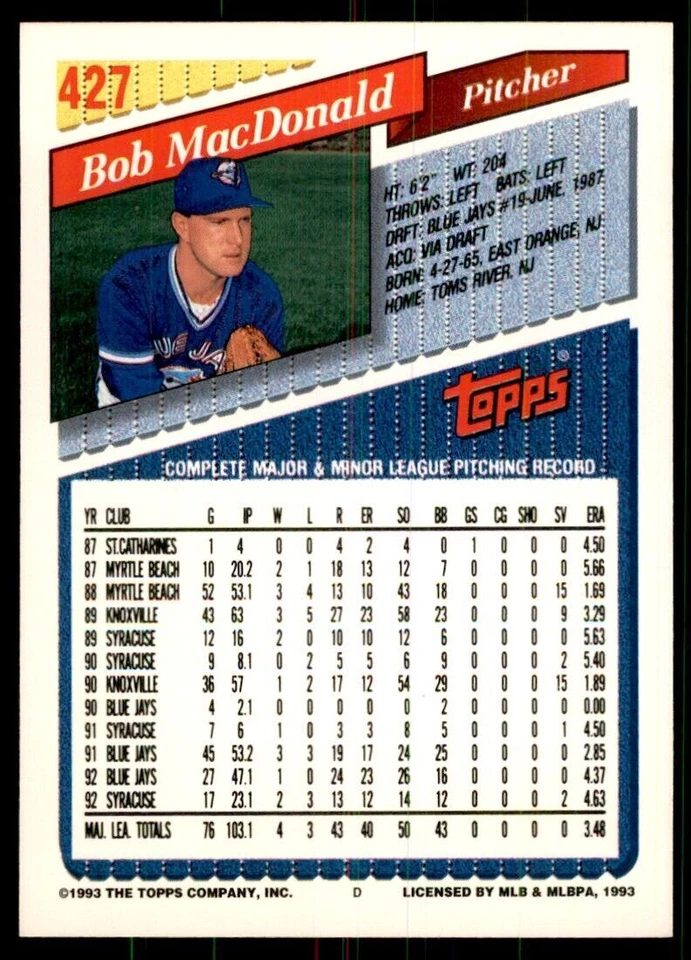 427
Bob MacDonald
Pitcher
HT: 6'2" WT: 204
THROWS: LEFT BATS: LEFT
DRFT: BLUE JAYS #19-JUNE, 1987
ACQ: VIA DRAFT
BORN: 4-27-65, EAST ORANGE, NJ
HOME: TOMS RIVER, NJ
UE JA
TOPPS ®
COMPLETE MAJOR & MINOR LEAGUE PITCHING RECORD
YR CLUB G IP W L R ER SO BB GS CG SHO SV ERA
87 ST.CATHARINES 1 4 0 0 4 2 4 0 1 0 0 0 4.50
87 MYRTLE BEACH 10 20.2 2 1 18 13 12 7 0 0 0 0 5.66
88 MYRTLE BEACH 52 53.1 3 4 13 10 43 18 0 0 0 15 1.69
89 KNOXVILLE 43 63 3 5 27 23 58 23 0 0 0 9 3.29
89 SYRACUSE 12 16 2 0 10 10 12 6 0 0 0 0 5.63
90 SYRACUSE 9 8.1 0 2 5 5 6 9 0 0 0 2 5.40
90 KNOXVILLE 36 57 1 2 17 12 54 29 0 0 0 15 1.89
90 BLUE JAYS 4 2.1 0 0 0 0 0 2 0 0 0 0 0.00
91 SYRACUSE 7 6 1 0 3 3 8 5 0 0 0 1 4.50
91 BLUE JAYS 45 53.2 3 3 19 17 24 25 0 0 0 0 2.85
92 BLUE JAYS 27 47.1 1 0 24 23 26 16 0 0 0 0 4.37
92 SYRACUSE 17 23.1 2 3 13 12 14 12 0 0 0 2 4.63
MAJ. LEA. TOTALS 76 103.1 4 3 43 40 50 43 0 0 0 0 3.48
©1993 THE TOPPS COMPANY, INC. D LICENSED BY MLB & MLBPA, 1993